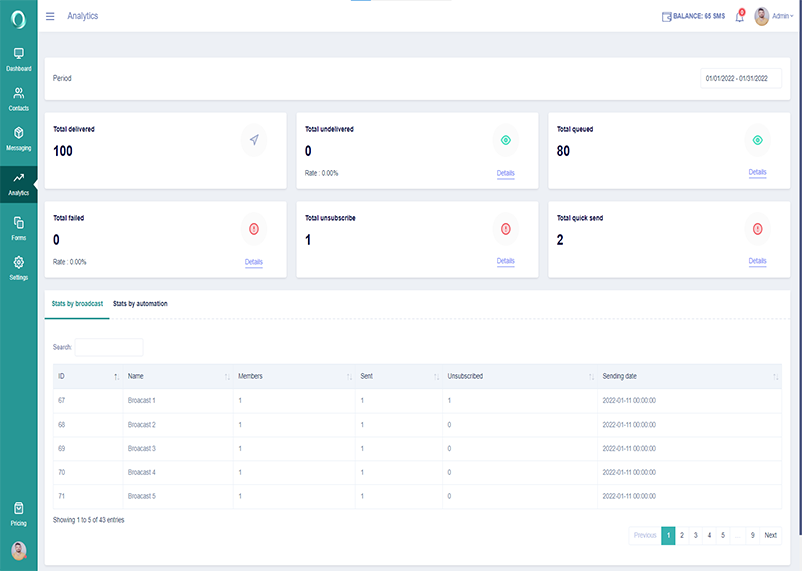 Analytics
BALANCE: 65 SMS
8
Admin
Dashboard
Contacts
Messaging
Analytics
Forms
Settings
Pricing
Period
01/01/2022 - 01/31/2022
Total delivered
100
Total undelivered
0
Rate : 0.00%
Details
Total queued
80
Details
Total failed
0
Rate : 0.00%
Details
Total unsubscribe
1
Details
Total quick send
2
Details
Stats by broadcast Stats by automation
Search:
ID Name Members Sent Unsubscribed Sending date
67 Broacast 1 1 1 1 2022-01-11 00:00:00
68 Broacast 2 1 1 0 2022-01-11 00:00:00
69 Broacast 3 1 1 0 2022-01-11 00:00:00
70 Broacast 4 1 1 0 2022-01-11 00:00:00
71 Broacast 5 1 1 0 2022-01-11 00:00:00
Showing 1 to 5 of 43 entries
Previous 1 2 3 4 5 ... 9 Next